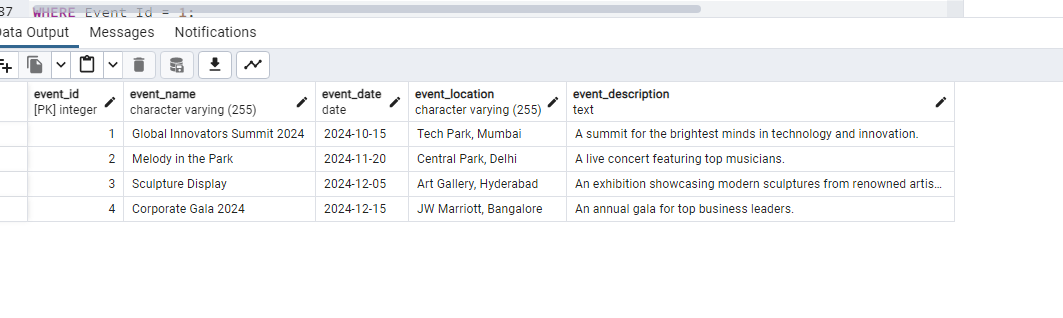 37 WHERE Event_Id = 1;
Data Output Messages Notifications
event_id event_name event_date event_location event_description
[PK] integer character varying (255) date character varying (255) text
1 Global Innovators Summit 2024 2024-10-15 Tech Park, Mumbai A summit for the brightest minds in technology and innovation.
2 Melody in the Park 2024-11-20 Central Park, Delhi A live concert featuring top musicians.
3 Sculpture Display 2024-12-05 Art Gallery, Hyderabad An exhibition showcasing modern sculptures from renowned artis...
4 Corporate Gala 2024 2024-12-15 JW Marriott, Bangalore An annual gala for top business leaders.